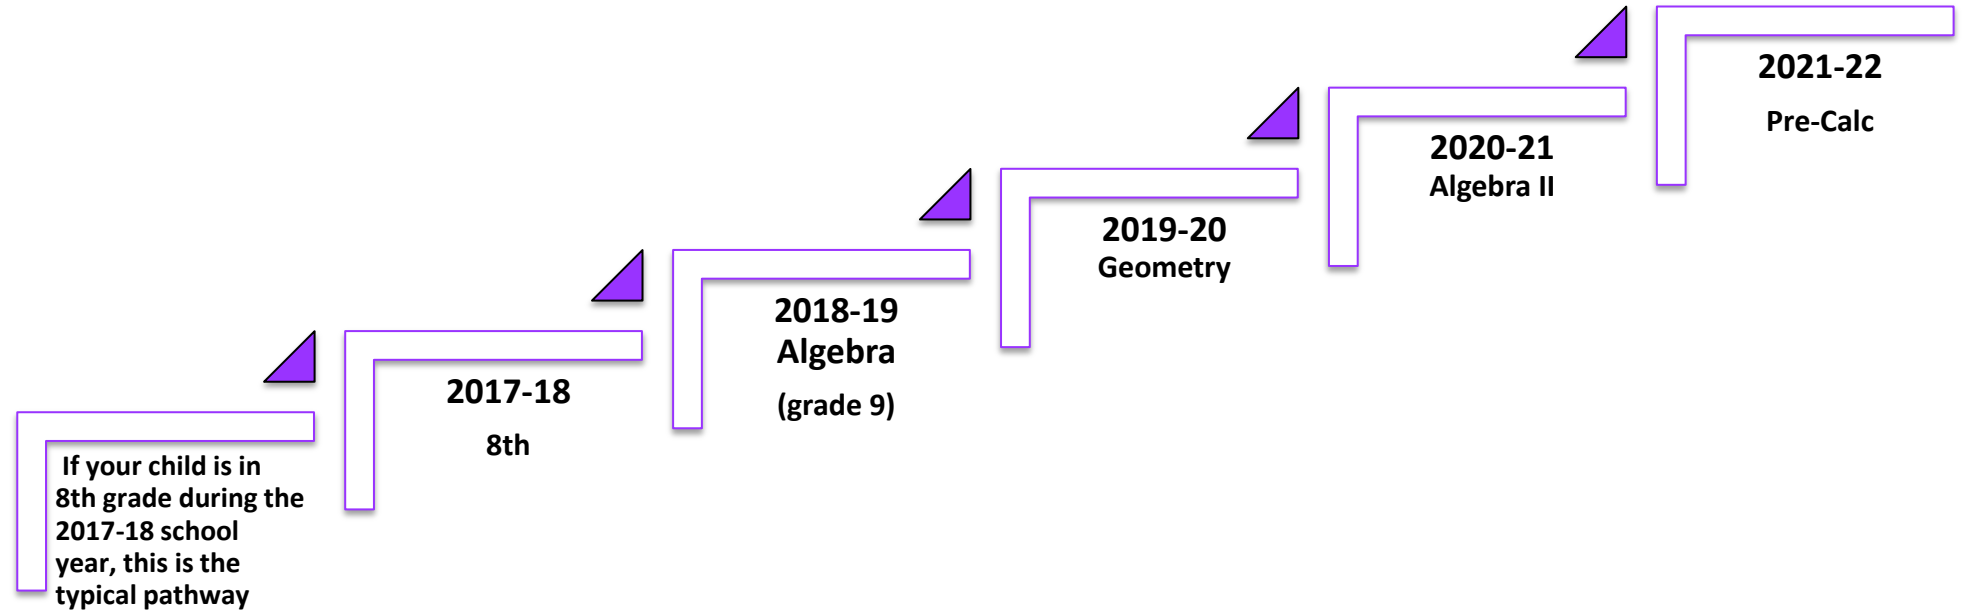 If your child is in
8th grade during the
2017-18 school
year, this is the
typical pathway
2017-18
8th
2018-19
Algebra
(grade 9)
2019-20
Geometry
2020-21
Algebra II
2021-22
Pre-Calc